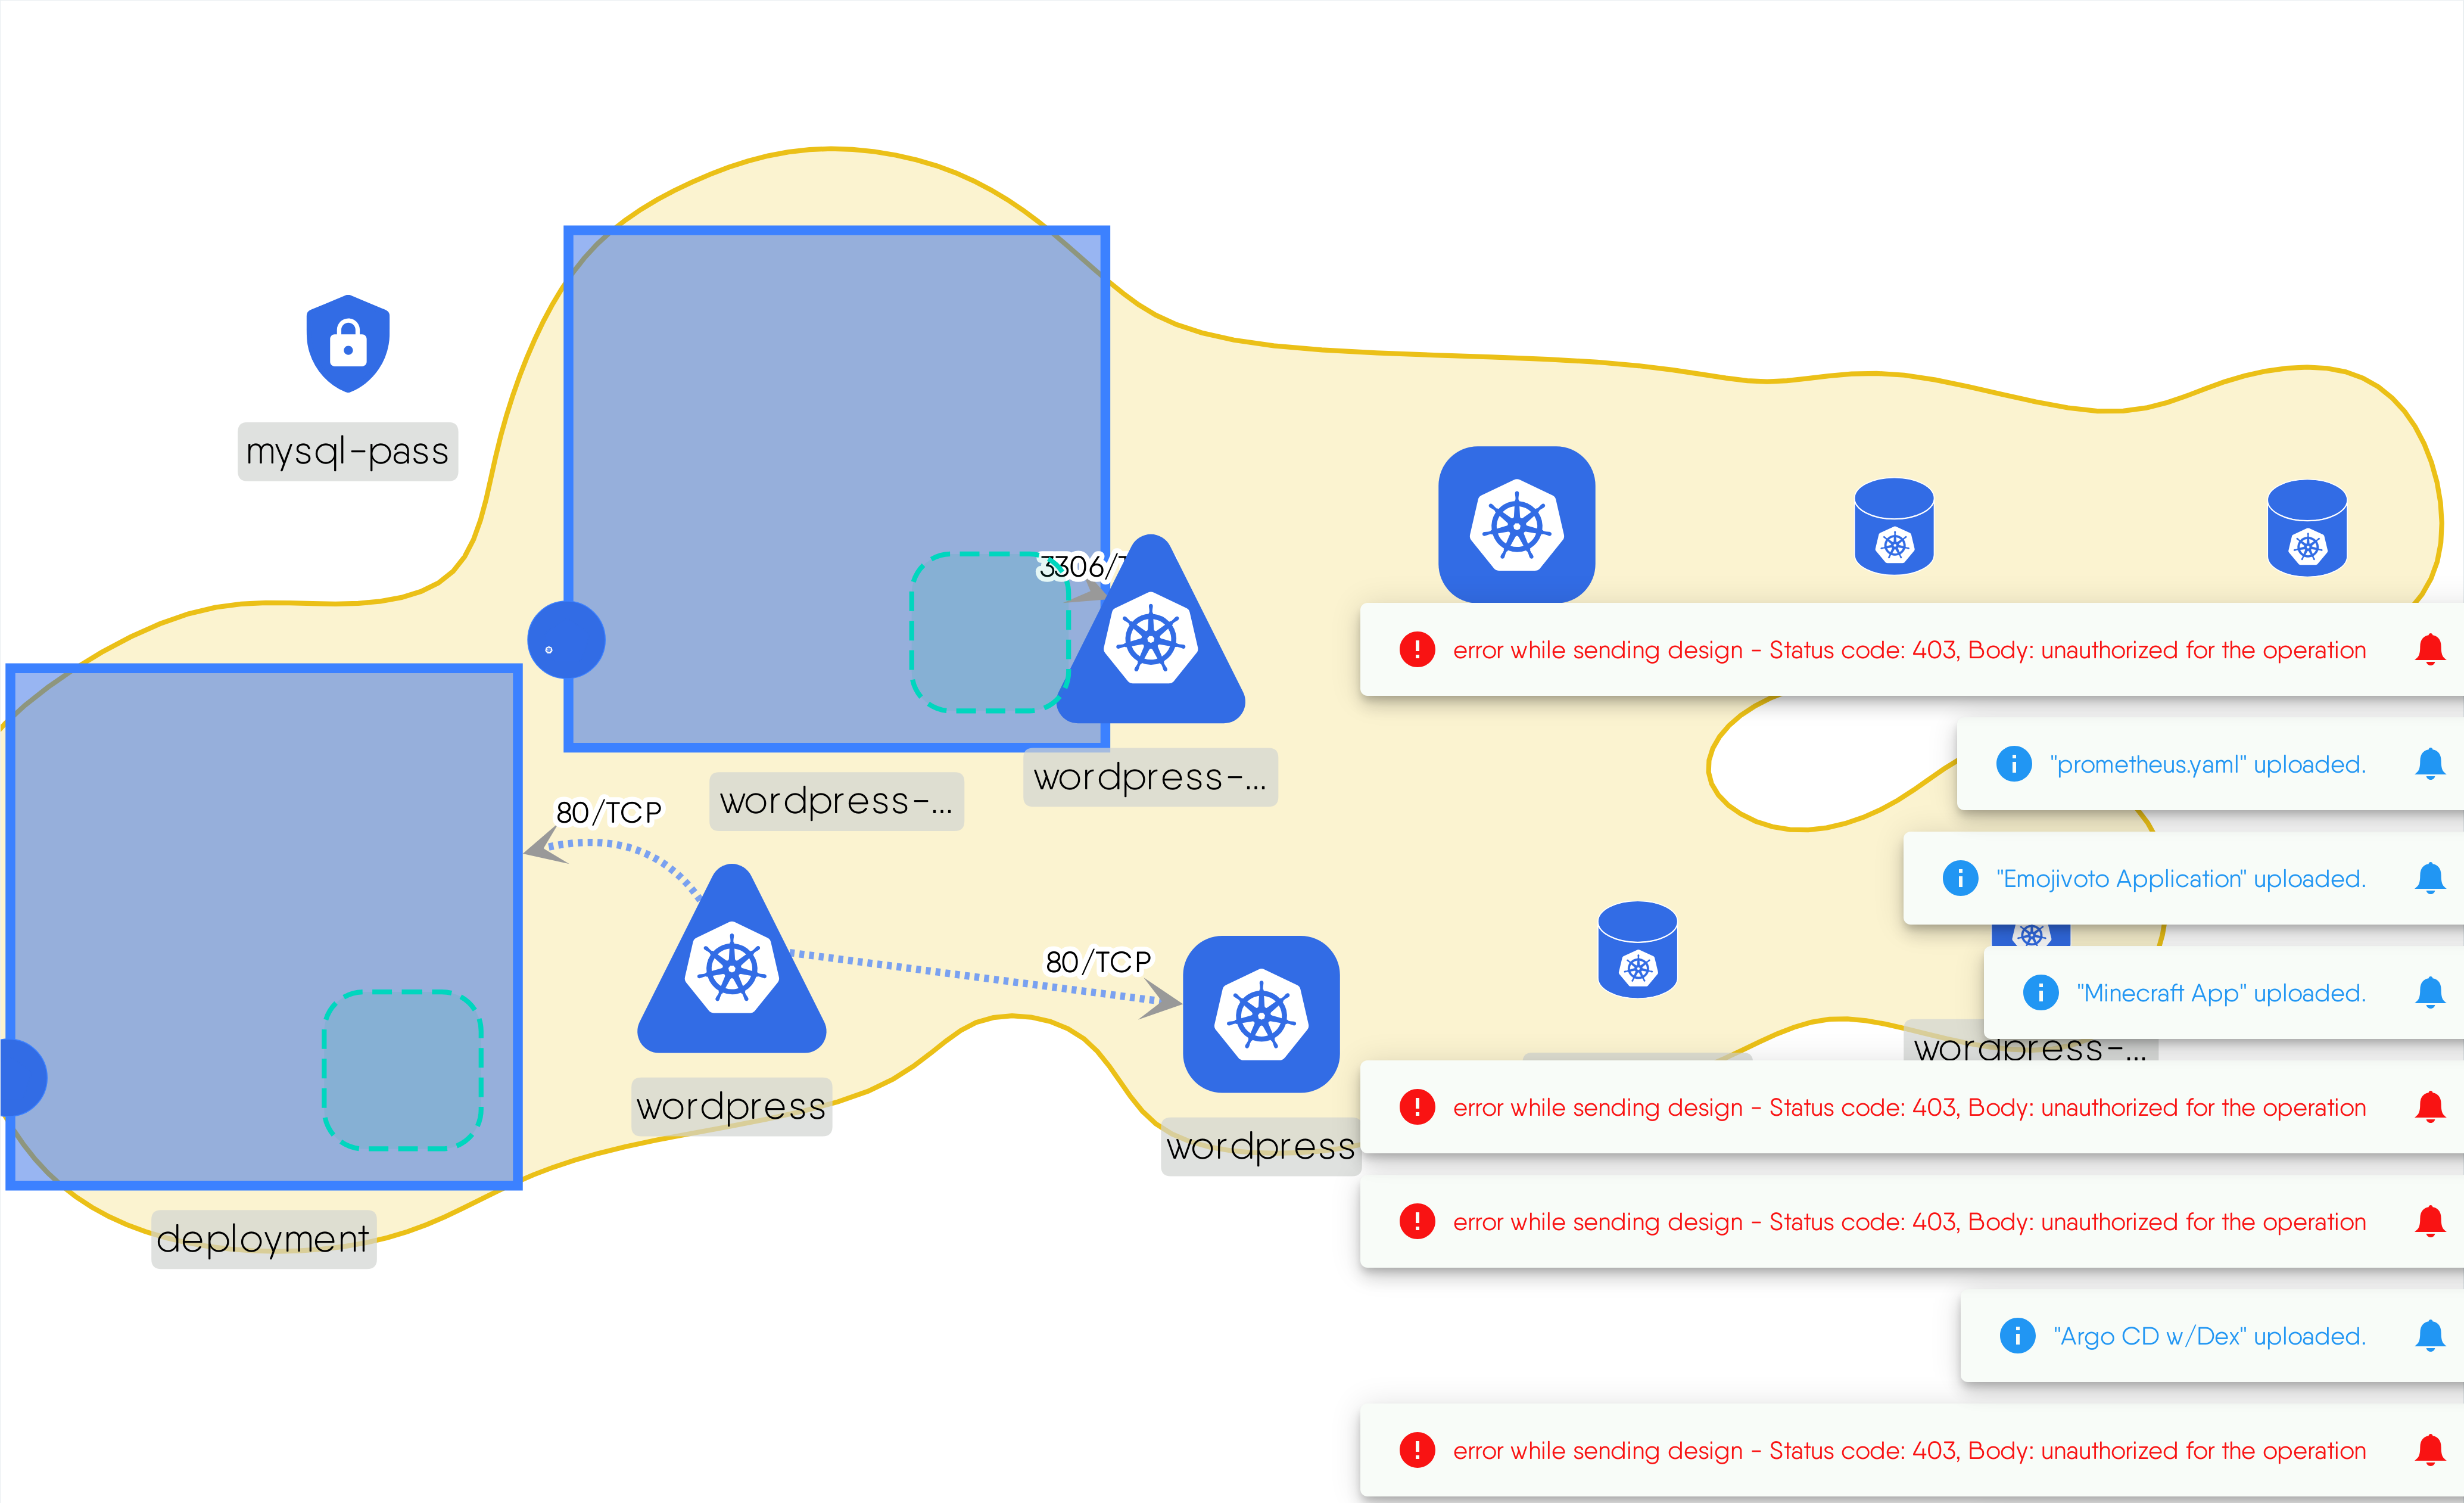 mysql-pass
3306/T
error while sending design - Status code: 403, Body: unauthorized for the operation
"prometheus.yaml" uploaded.
wordpress-...
wordpress-...
80/TCP
"Emojivoto Application" uploaded.
80/TCP
"Minecraft App" uploaded.
wordpress-...
wordpress
error while sending design - Status code: 403, Body: unauthorized for the operation
wordpress
error while sending design - Status code: 403, Body: unauthorized for the operation
deployment
"Argo CD w/Dex" uploaded.
error while sending design - Status code: 403, Body: unauthorized for the operation